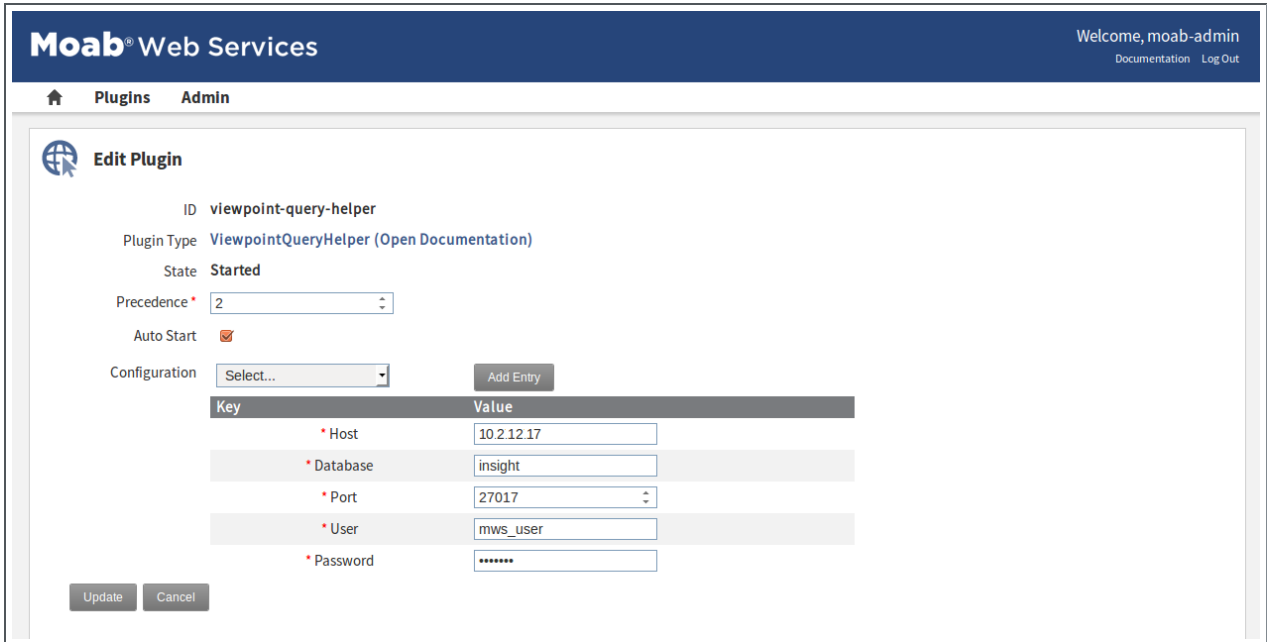 Moab® Web Services
Welcome, moab-admin
Documentation Log Out
Plugins Admin
Edit Plugin
ID viewpoint-query-helper
Plugin Type ViewpointQueryHelper (Open Documentation)
State Started
Precedence * 2
Auto Start
Configuration Select... Add Entry
Key Value
* Host 10.2.12.17
* Database insight
* Port 27017
* User mws_user
* Password •••••••
Update Cancel